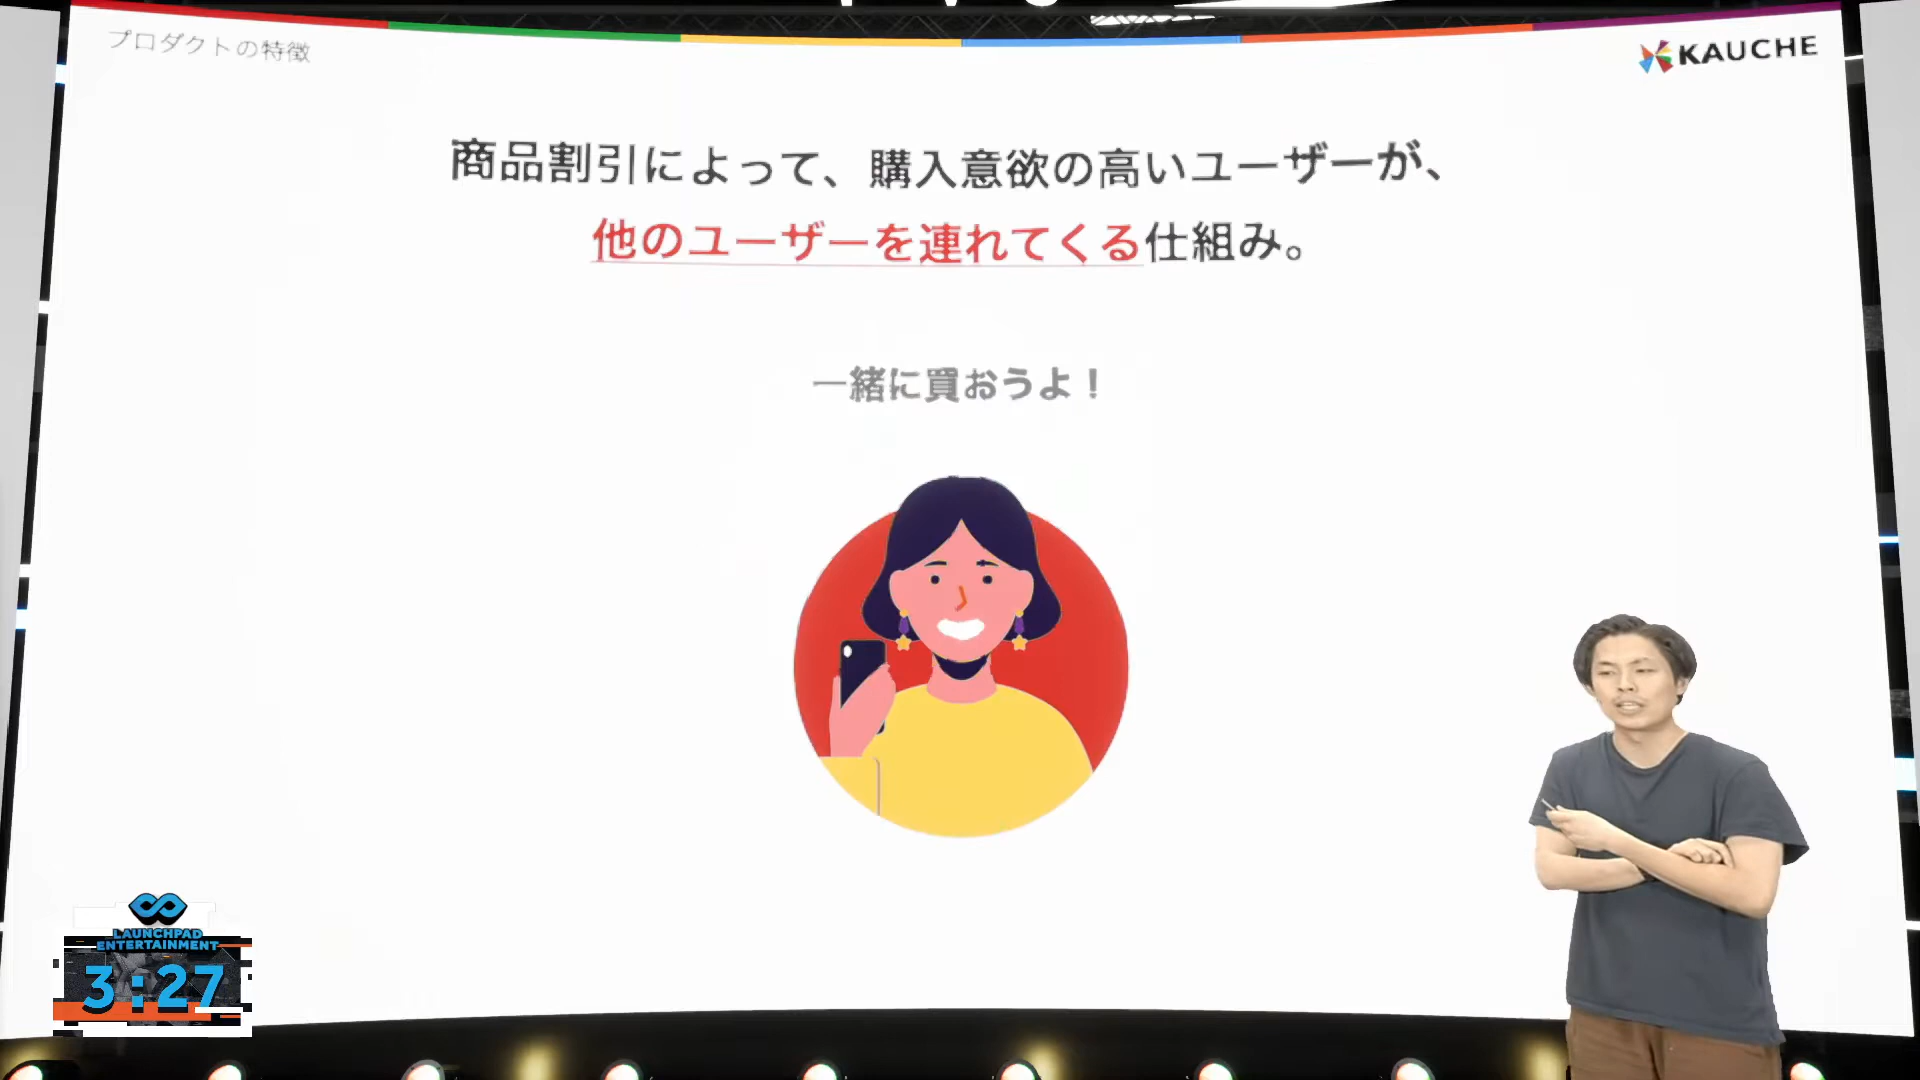 プロダクトの特徴
KAUCHE
商品割引によって、購入意欲の高いユーザーが、
他のユーザーを連れてくる仕組み。
一緒に買おうよ！
LAUNCHPAD
ENTERTAINMENT
3:27